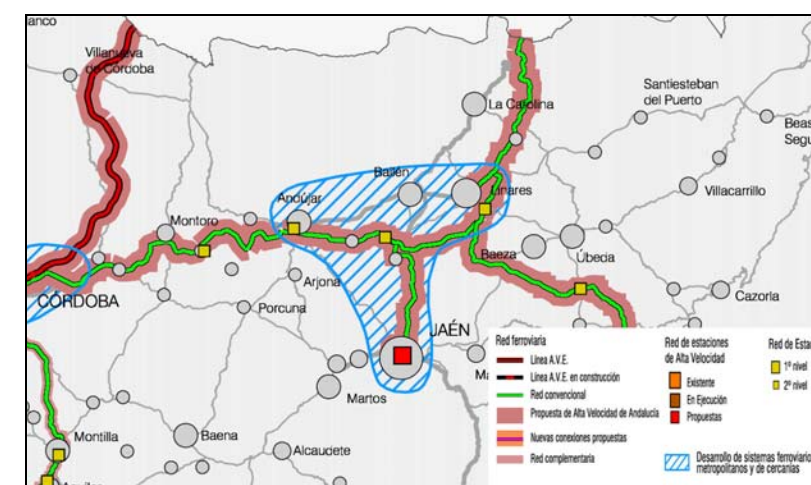 anco
Villanueva
de Córdoba
La Carolina
Santiesteban
del Puerto
Beas
Segu
Bailén
Andújar
Linares
Villacarrillo
Montoro
Baeza
Úbeda
CÓRDOBA
Arjona
Porcuna
Cazorla
JAÉN
Martos
Ma
Montilla
Baena
Alcaudete
Aguilar
Red ferroviaria
Línea A.V.E.
Línea A.V.E. en construcción
Red convencional
Propuesta de Alta Velocidad de Andalucía
Nuevas conexiones propuestas
Red complementaria
Red de estaciones
de Alta Velocidad
Existente
En Ejecución
Propuestas
Red de Esta
1º nivel
2º nivel
Desarrollo de sistemas ferroviario
metropolitanos y de cercanías